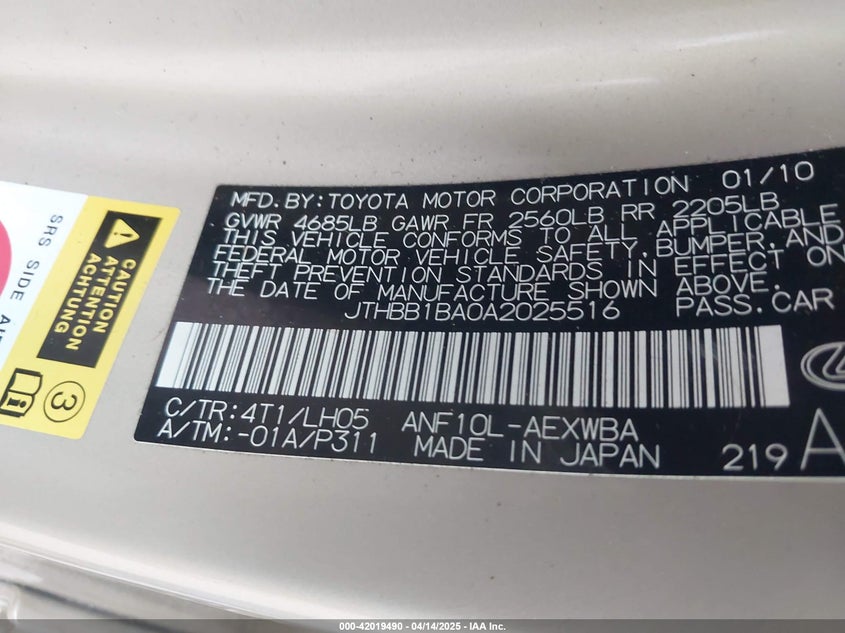 MFD.BY:TOYOTA MOTOR CORPORATION 01/10
GVWR 4685LB GAWR FR 2560LB RR 2205LB
THIS VEHICLE CONFORMS TO ALL APPLICABLE
FEDERAL MOTOR VEHICLE SAFETY,BUMPER,AND
THEFT PREVENTION STANDARDS IN EFFECT ON
THE DATE OF MANUFACTURE SHOWN ABOVE.
JTHBB1BA0A2025516 PASS.CAR
C/TR:4T1/LH05 ANF10L-AEXWBA
A/TM:-01A/P311 MADE IN JAPAN 219 A
SRS SIDE
CAUTION
ATTENTION
ACHTUNG
3
000-42019490 - 04/14/2025 - IAA Inc.